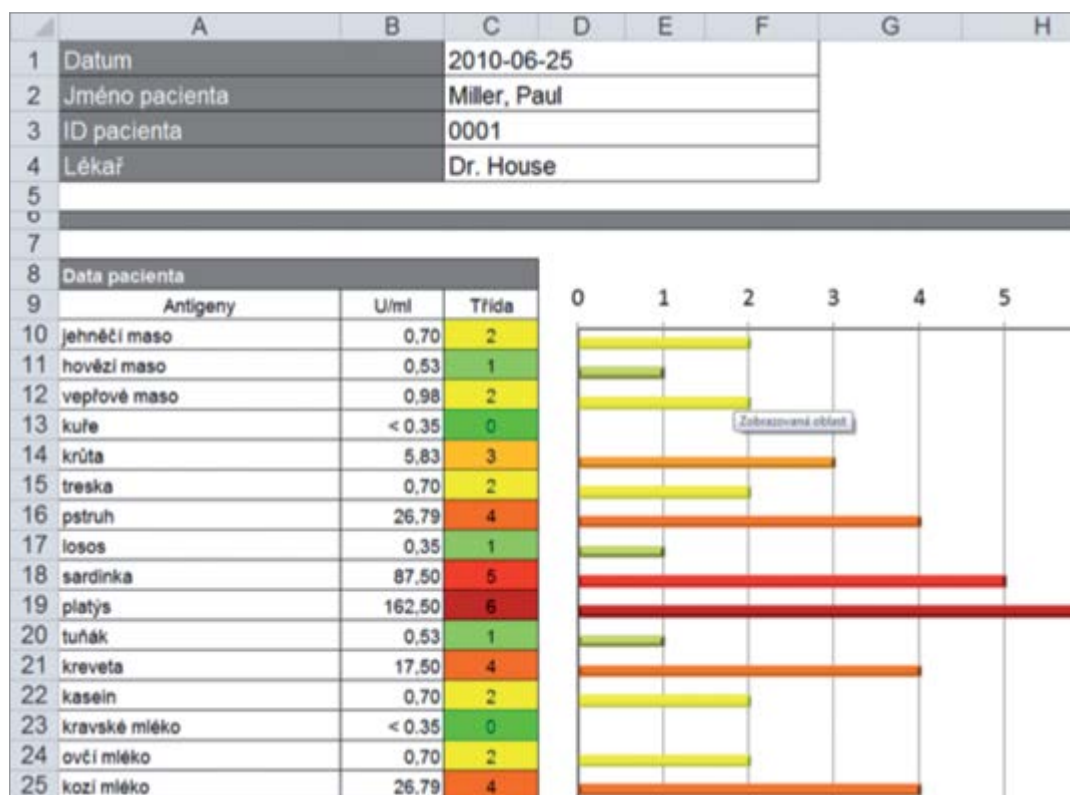 A B C D E F G H
1 Datum 2010-06-25
2 Jméno pacienta Miller, Paul
3 ID pacienta 0001
4 Lékař Dr. House
5
6
7
8 Data pacienta
9 Antigeny U/ml Třída 0 1 2 3 4 5
10 jehněčí maso 0,70 2
11 hovězí maso 0,53 1
12 vepřové maso 0,98 2
13 kuře < 0.35 0 Zobrazovaná oblast
14 krůta 5,83 3
15 treska 0,70 2
16 pstruh 26,79 4
17 losos 0,35 1
18 sardinka 87,50 5
19 platýs 162,50 6
20 tuňák 0,53 1
21 kreveta 17,50 4
22 kasein 0,70 2
23 kravské mléko < 0.35 0
24 ovčí mléko 0,70 2
25 kozí mléko 26,79 4